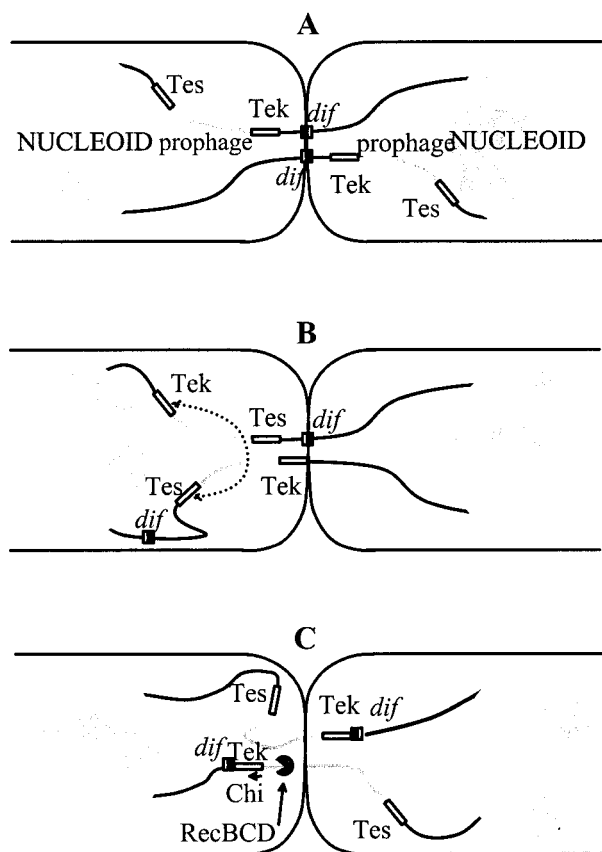 A
Tes
Tek dif
NUCLEOID prophage prophage NUCLEOID
dif Tek
Tes
B
Tek
Tes dif
Tes Tek
dif
C
Tes
Tek dif
dif Tek
Chi
RecBCD Tes